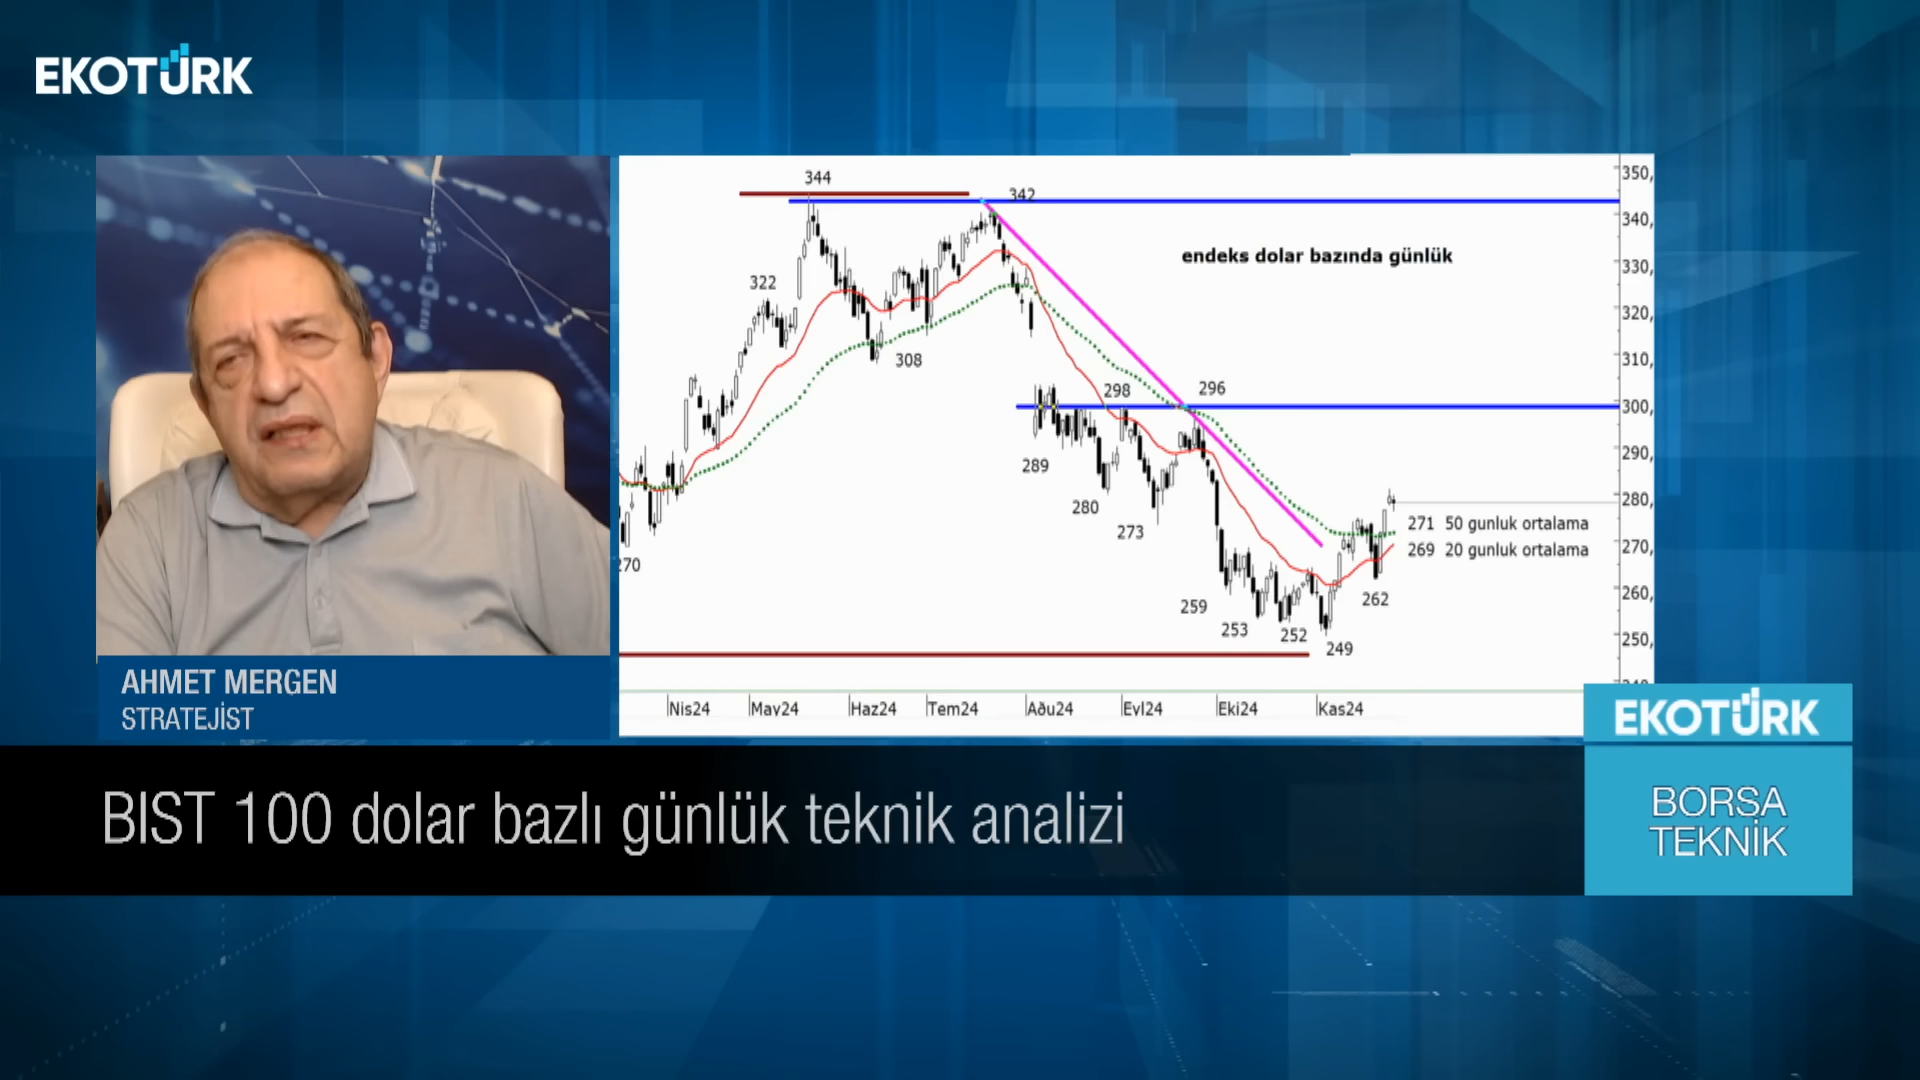 EKOTÜRK
344
342
350,
340,
endeks dolar bazında günlük
330,
322
320,
308
310,
298
296
300,
289
290,
280
280,
273
271 50 gunluk ortalama
269 20 gunluk ortalama
270,
270
262
260,
259
253
252
249
250,
240
Nis24
May24
Haz24
Tem24
Aðu24
Evl24
Eki24
Kas24
AHMET MERGEN
STRATEJİST
EKOTÜRK
BIST 100 dolar bazlı günlük teknik analizi
BORSA
TEKNİK